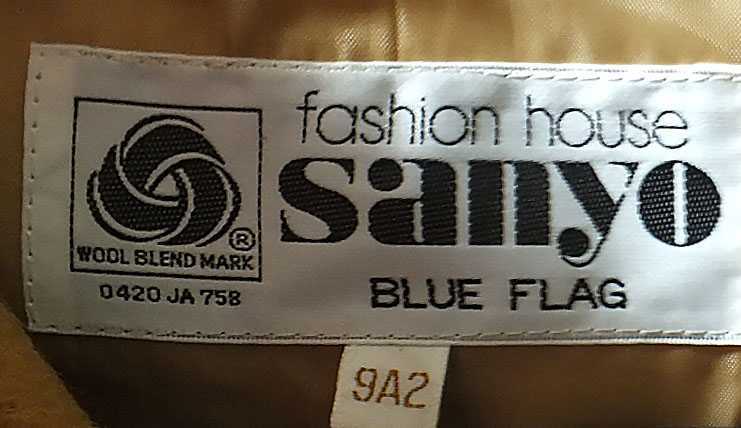 fashion house
sanyo
BLUE FLAG
®
WOOL BLEND MARK
0420 JA 758
9A2